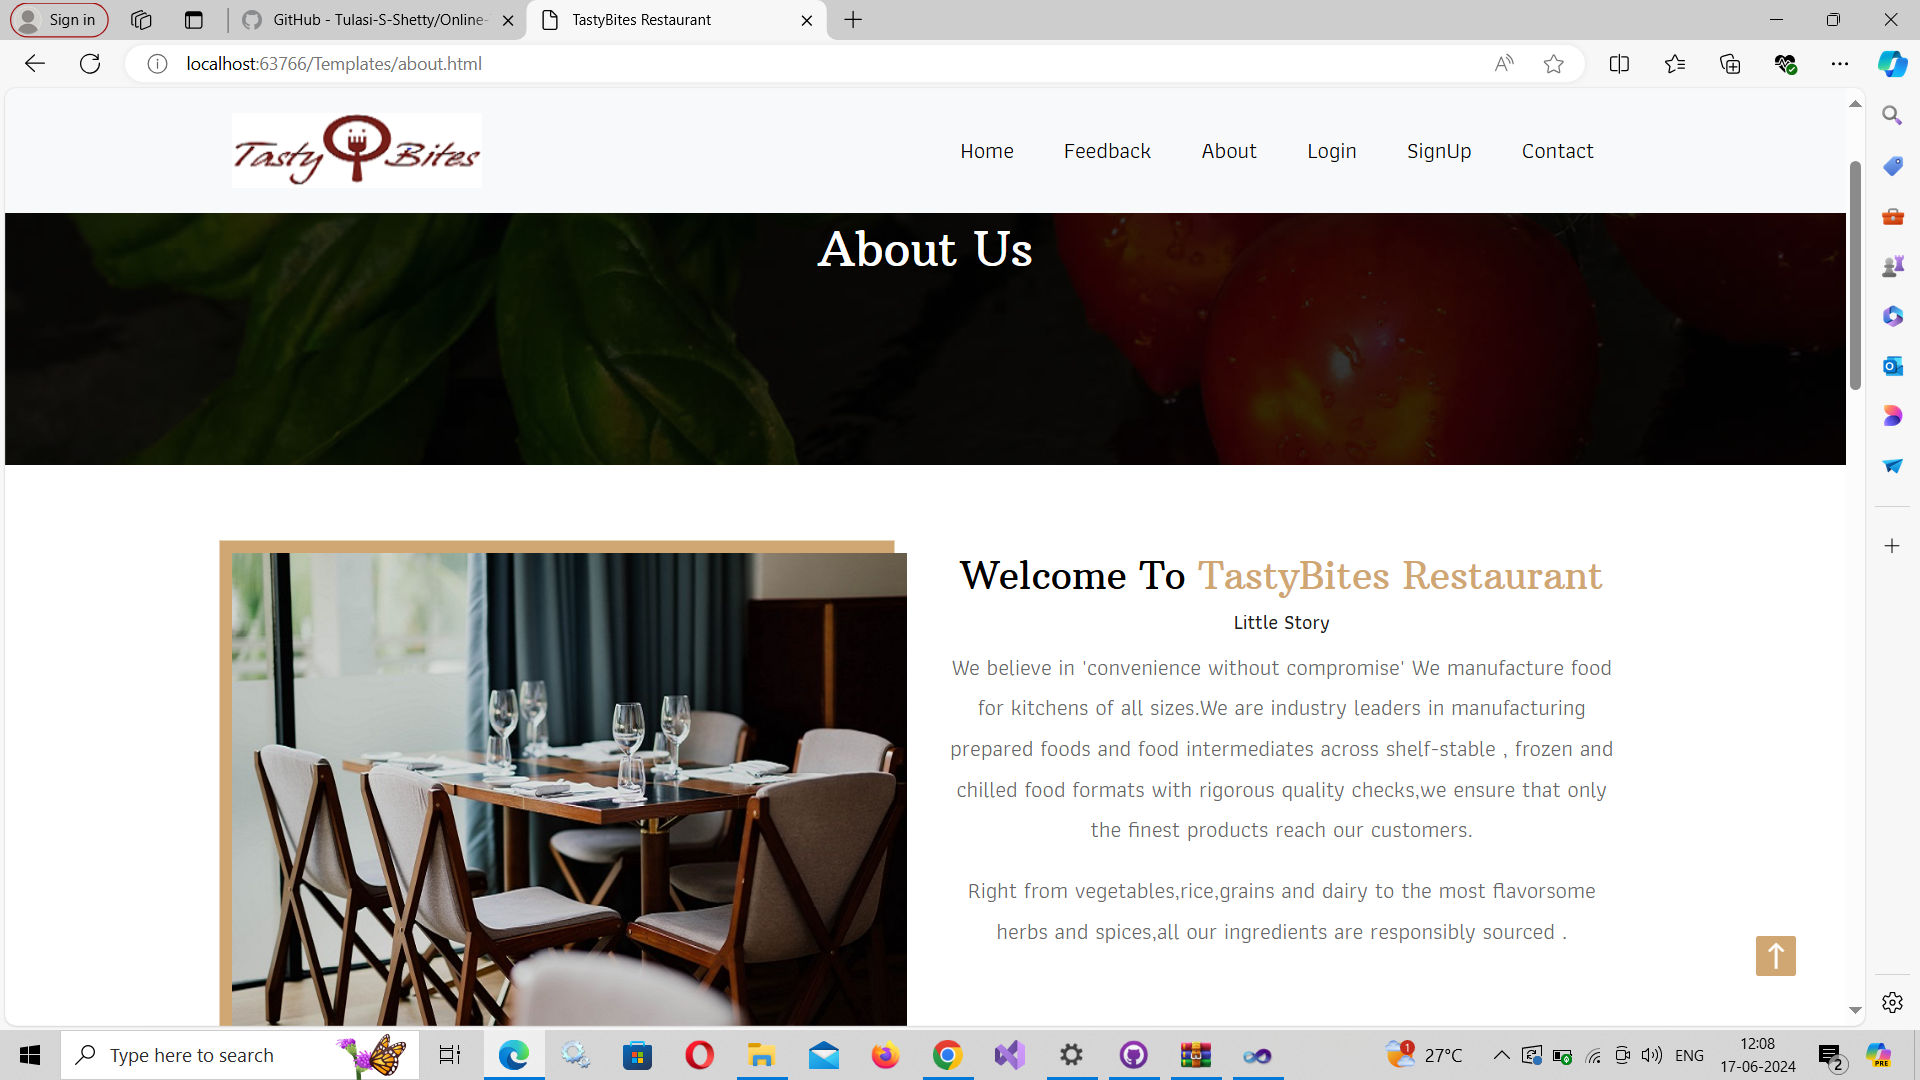 Sign in
GitHub - Tulasi-S-Shetty/Online-
TastyBites Restaurant
localhost:63766/Templates/about.html
Tasty Bites
Home
Feedback
About
Login
SignUp
Contact
About Us
Welcome To TastyBites Restaurant
Little Story
We believe in 'convenience without compromise' We manufacture food
for kitchens of all sizes.We are industry leaders in manufacturing
prepared foods and food intermediates across shelf-stable , frozen and
chilled food formats with rigorous quality checks,we ensure that only
the finest products reach our customers.
Right from vegetables,rice,grains and dairy to the most flavorsome
herbs and spices,all our ingredients are responsibly sourced .
Type here to search
1
27°C
ENG
12:08
17-06-2024
2
PRE